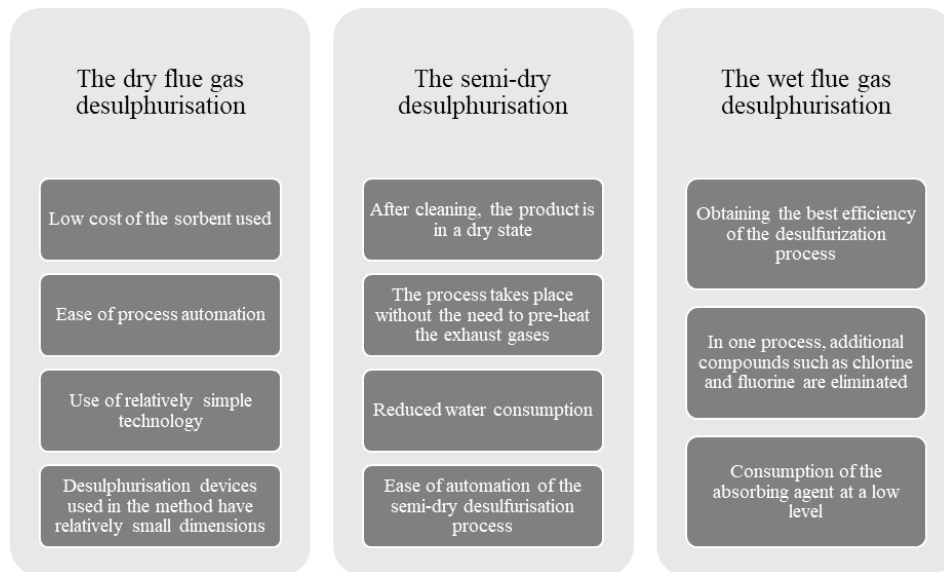 The dry flue gas
desulphurisation
Low cost of the sorbent used
Ease of process automation
Use of relatively simple
technology
Desulphurisation devices
used in the method have
relatively small dimensions
The semi-dry
desulphurisation
After cleaning, the product is
in a dry state
The process takes place
without the need to pre-heat
the exhaust gases
Reduced water consumption
Ease of automation of the
semi-dry desulfurisation
process
The wet flue gas
desulphurisation
Obtaining the best efficiency
of the desulfurization
process
In one process, additional
compounds such as chlorine
and fluorine are eliminated
Consumption of the
absorbing agent at a low
level